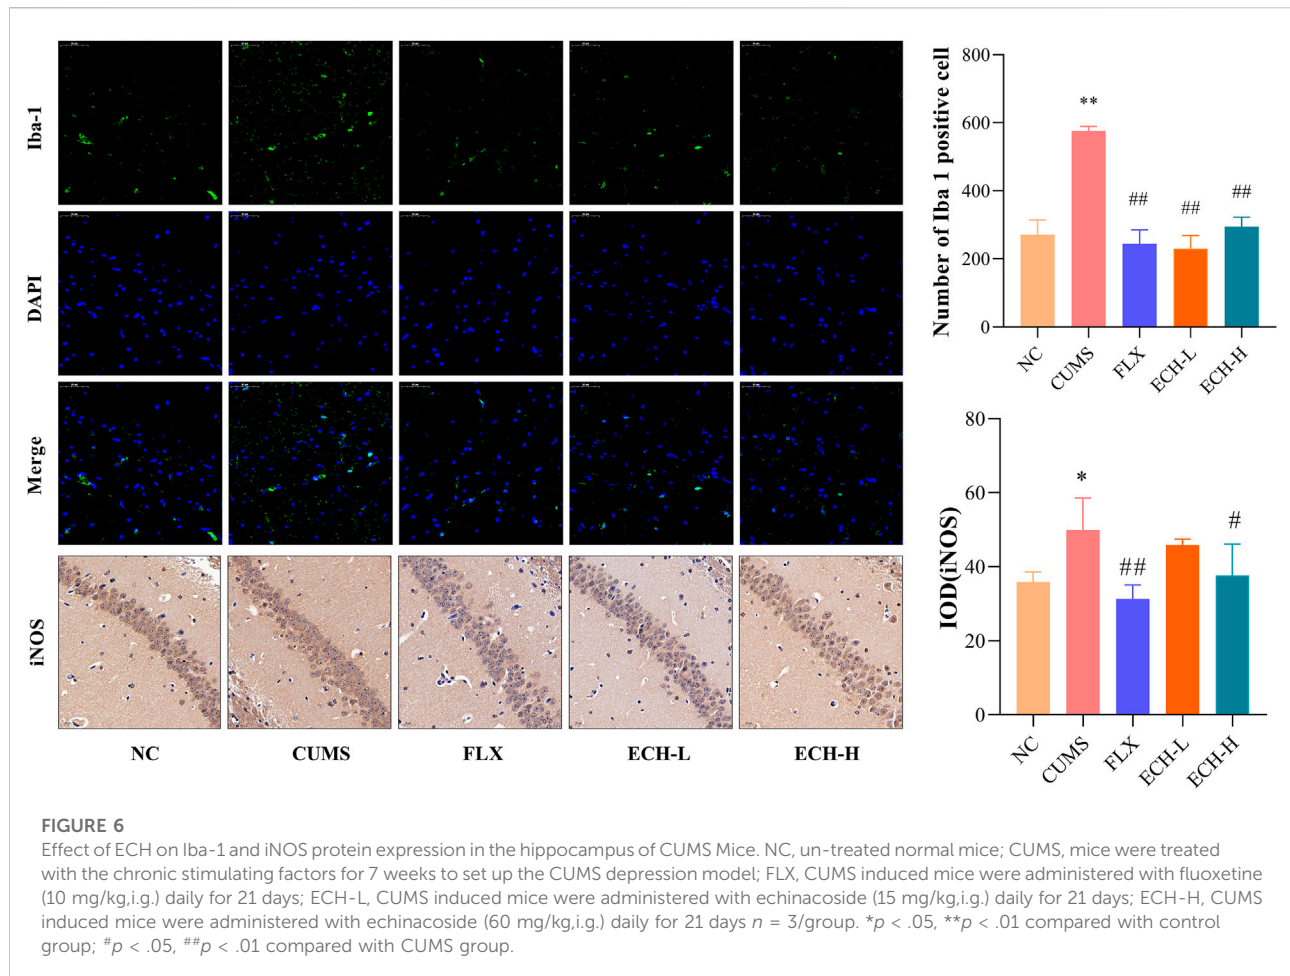 Iba-1
DAPI
Merge
iNOS
NC
CUMS
FLX
ECH-L
ECH-H
Number of Iba 1 positive cell
800
600
400
200
0
**
##
##
##
NC
CUMS
FLX
ECH-L
ECH-H
IOD(iNOS)
80
60
40
20
0
*
##
#
NC
CUMS
FLX
ECH-L
ECH-H
FIGURE 6
Effect of ECH on Iba-1 and iNOS protein expression in the hippocampus of CUMS Mice. NC, un-treated normal mice; CUMS, mice were treated
with the chronic stimulating factors for 7 weeks to set up the CUMS depression model; FLX, CUMS induced mice were administered with fluoxetine
(10 mg/kg,i.g.) daily for 21 days; ECH-L, CUMS induced mice were administered with echinacoside (15 mg/kg,i.g.) daily for 21 days; ECH-H, CUMS
induced mice were administered with echinacoside (60 mg/kg,i.g.) daily for 21 days n = 3/group. *p < .05, **p < .01 compared with control
group; #p < .05, ##p < .01 compared with CUMS group.